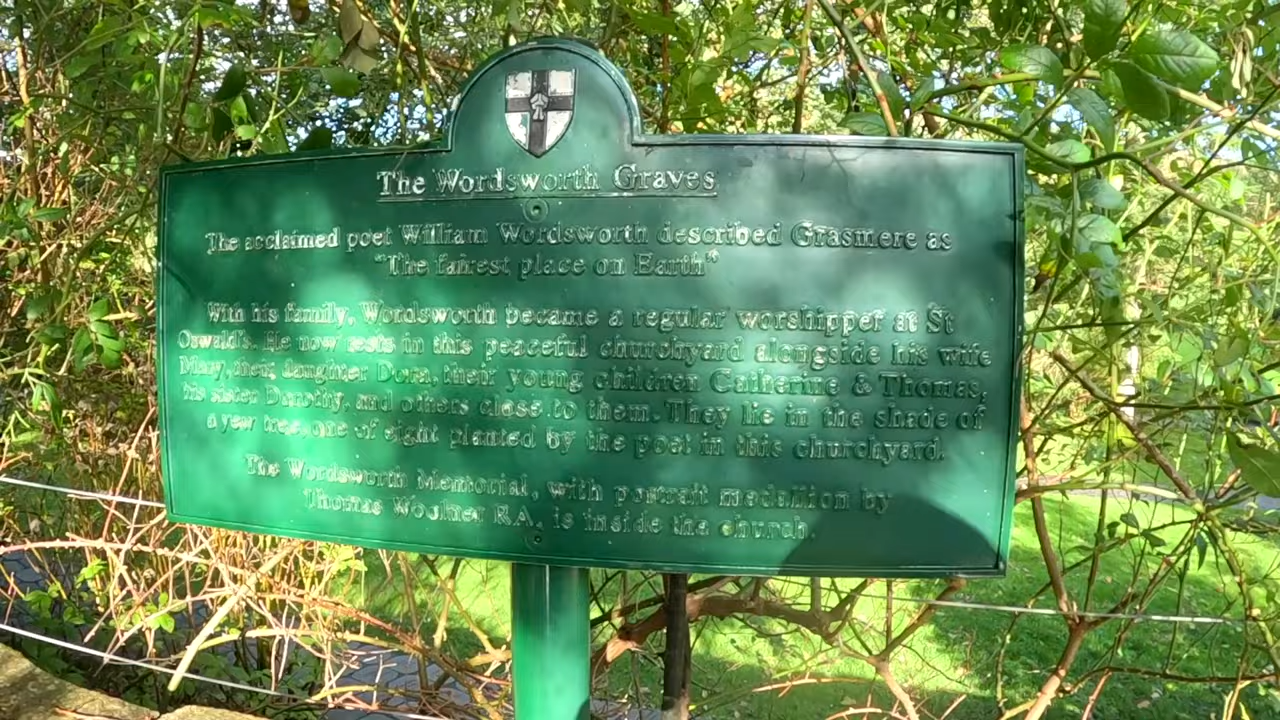 The Wordsworth Graves
The acclaimed poet William Wordsworth described Grasmere as
"The fairest place on Earth"
With his family, Wordsworth became a regular worshipper at St
Oswald's. He now rests in this peaceful churchyard alongside his wife
Mary, their daughter Dora, their young children Catherine & Thomas,
his sister Dorothy, and others close to them. They lie in the shade of
a yew tree, one of eight planted by the poet in this churchyard.
The Wordsworth Memorial, with portrait medallion by
Thomas Woolner RA, is inside the church.